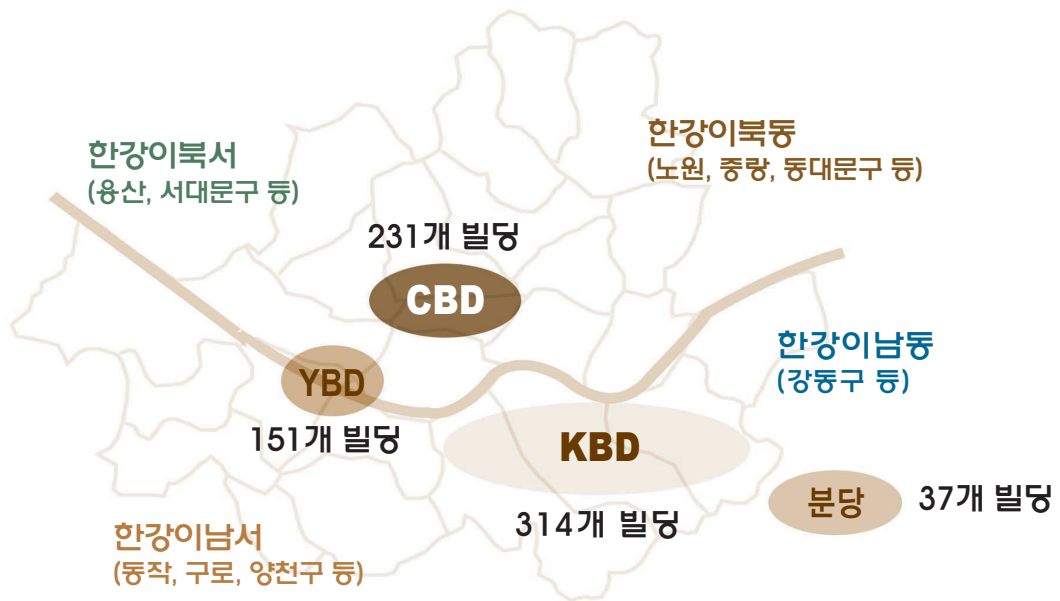 한강이북서
(용산, 서대문구 등)
한강이북동
(노원, 중랑, 동대문구 등)
231개 빌딩
CBD
한강이남동
(강동구 등)
YBD
151개 빌딩
KBD
314개 빌딩
분당
37개 빌딩
한강이남서
(동작, 구로, 양천구 등)